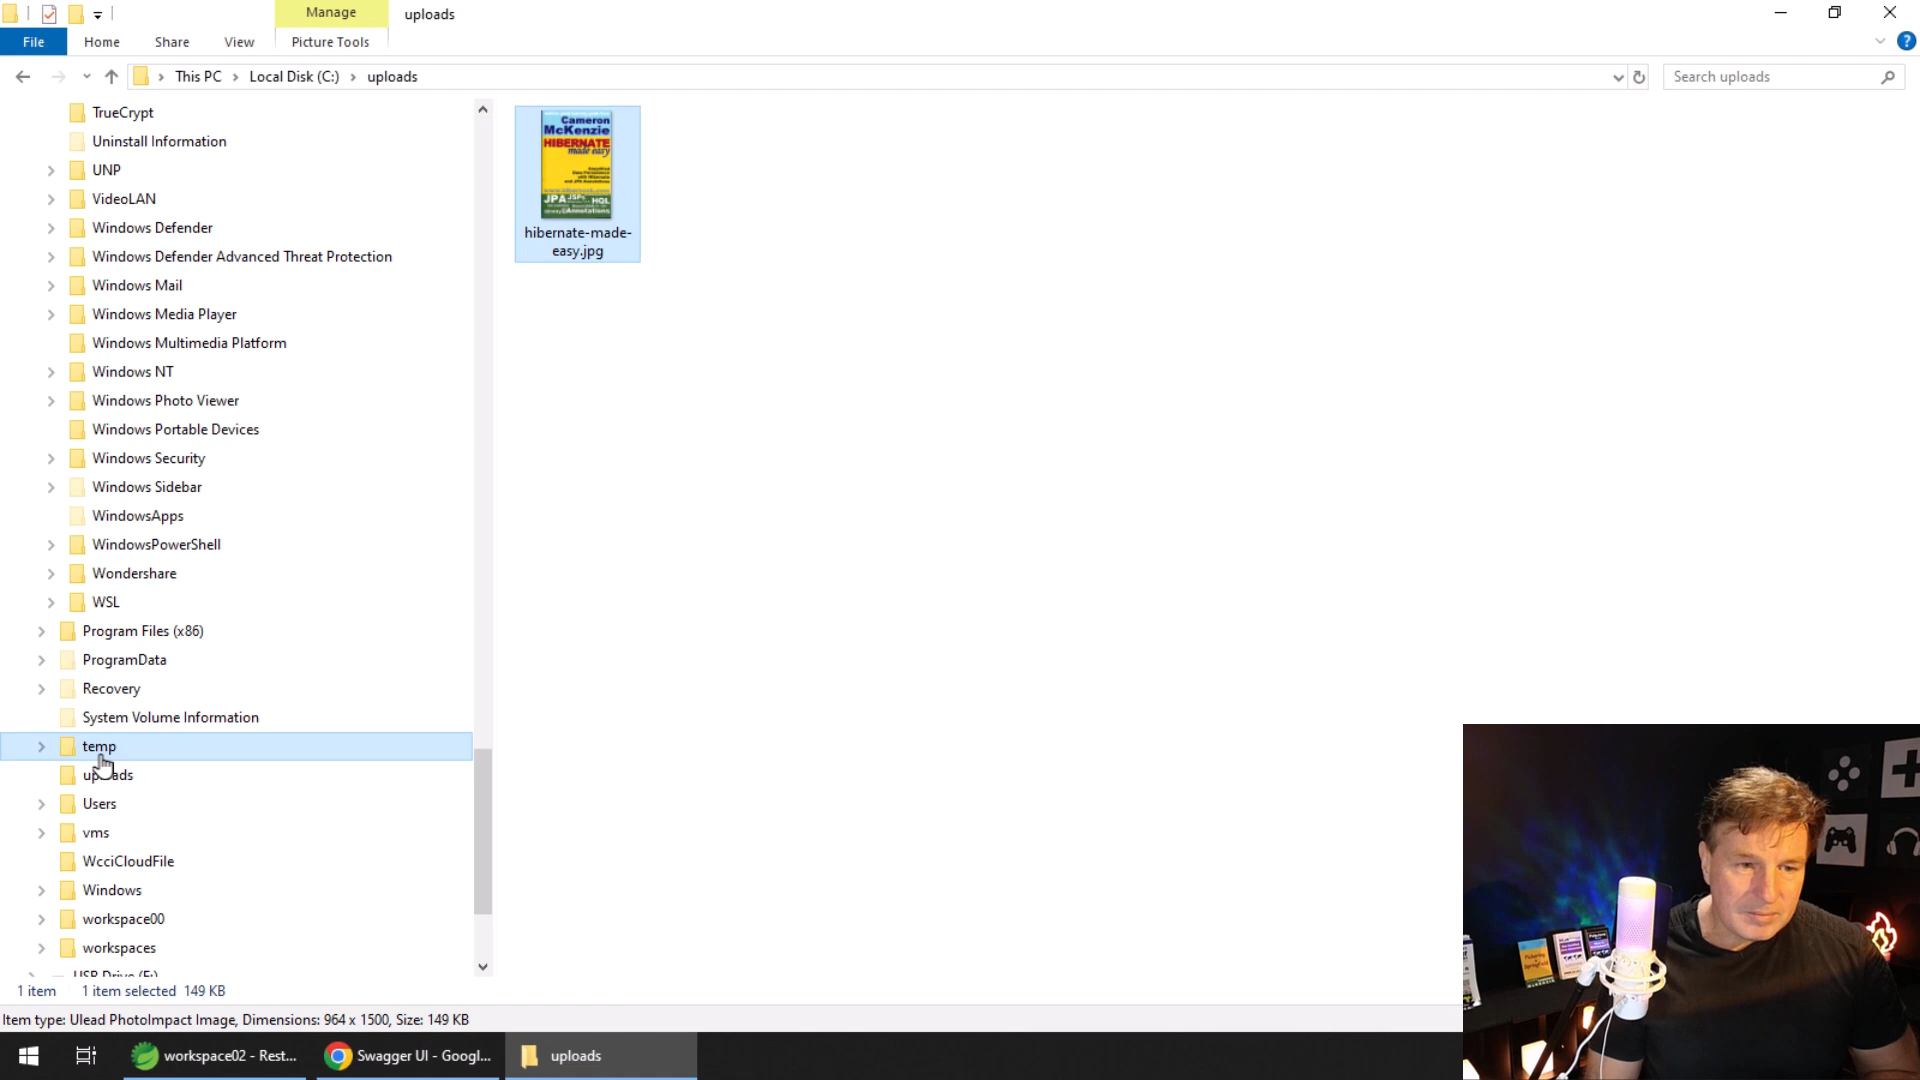 Manage
uploads
File
Home
Share
View
Picture Tools
This PC
Local Disk (C:)
uploads
Search uploads
TrueCrypt
Uninstall Information
UNP
VideoLAN
Windows Defender
Windows Defender Advanced Threat Protection
Windows Mail
Windows Media Player
Windows Multimedia Platform
Windows NT
Windows Photo Viewer
Windows Portable Devices
Windows Security
Windows Sidebar
WindowsApps
WindowsPowerShell
Wondershare
WSL
Program Files (x86)
ProgramData
Recovery
System Volume Information
temp
uploads
Users
vms
WcciCloudFile
Windows
workspace00
workspaces
USB Drive (F:)
Cameron
McKenzie
HIBERNATE
made easy
JPA JSPs HQL
@Annotations
hibernate-made-
easy.jpg
1 item
1 item selected 149 KB
Item type: Ulead PhotoImpact Image, Dimensions: 964 x 1500, Size: 149 KB
workspace02 - Rest...
Swagger UI - Googl...
uploads